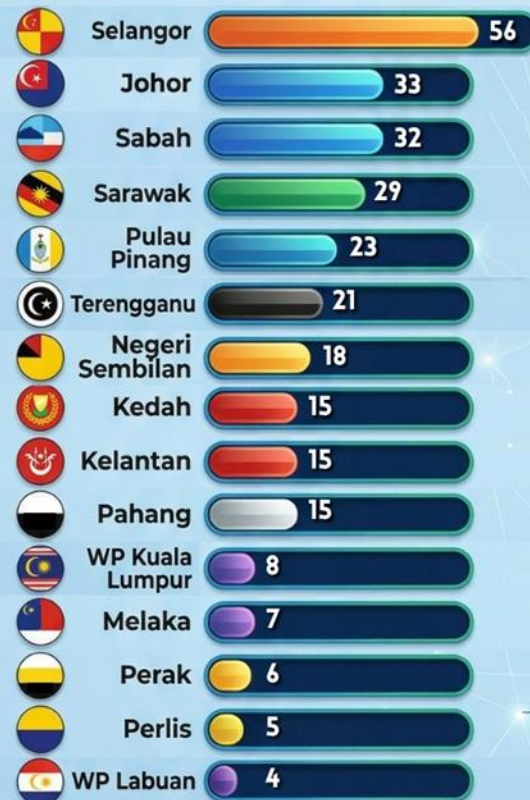 Selangor 56
Johor 33
Sabah 32
Sarawak 29
Pulau
Pinang 23
Terengganu 21
Negeri
Sembilan 18
Kedah 15
Kelantan 15
Pahang 15
WP Kuala
Lumpur 8
Melaka 7
Perak 6
Perlis 5
WP Labuan 4